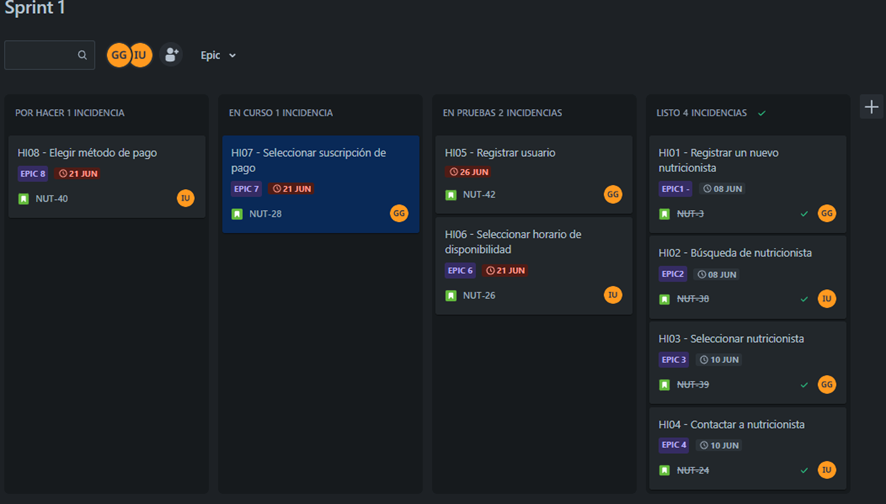 Sprint 1
GG IU Epic
POR HACER 1 INCIDENCIA
HI08 - Elegir método de pago
EPIC 8 21 JUN
NUT-40 IU
EN CURSO 1 INCIDENCIA
HI07 - Seleccionar suscripción de
pago
EPIC 7 21 JUN
NUT-28 GG
EN PRUEBAS 2 INCIDENCIAS
HI05 - Registrar usuario
26 JUN
NUT-42 GG
HI06 - Seleccionar horario de
disponibilidad
EPIC 6 21 JUN
NUT-26 IU
LISTO 4 INCIDENCIAS
HI01 - Registrar un nuevo
nutricionista
EPIC1 - 08 JUN
NUT-3 GG
HI02 - Búsqueda de nutricionista
EPIC2 08 JUN
NUT-38 IU
HI03 - Seleccionar nutricionista
EPIC 3 10 JUN
NUT-39 GG
HI04 - Contactar a nutricionista
EPIC 4 10 JUN
NUT-24 IU